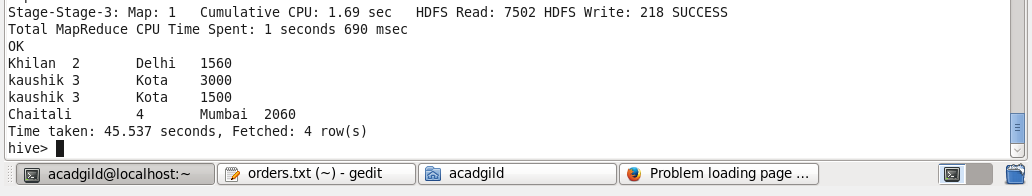 Stage-Stage-3: Map: 1   Cumulative CPU: 1.69 sec   HDFS Read: 7502 HDFS Write: 218 SUCCESS
Total MapReduce CPU Time Spent: 1 seconds 690 msec
OK
Khilan  2       Delhi   1560
kaushik 3       Kota    3000
kaushik 3       Kota    1500
Chaitali        4       Mumbai  2060
Time taken: 45.537 seconds, Fetched: 4 row(s)
hive>
acadgild@localhost:~ orders.txt (~) - gedit acadgild Problem loading page ...